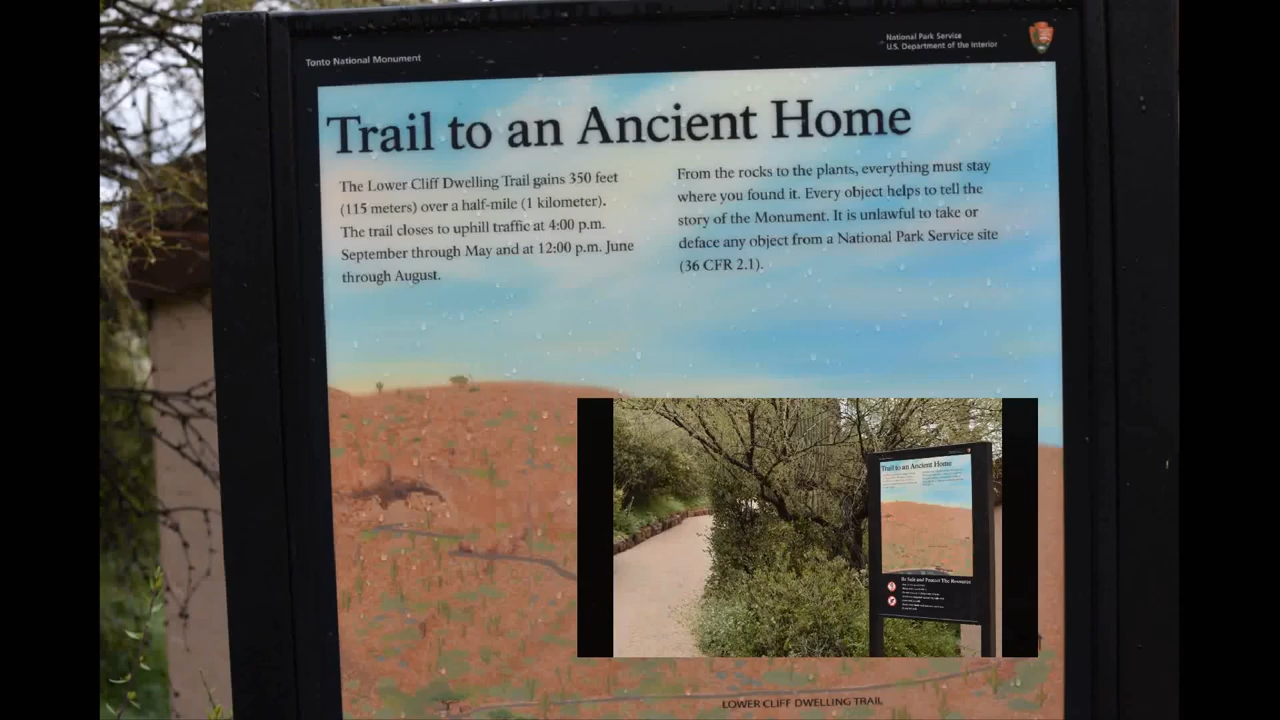 Tonto National Monument
National Park Service
U.S. Department of the Interior
Trail to an Ancient Home
The Lower Cliff Dwelling Trail gains 350 feet
(115 meters) over a half-mile (1 kilometer).
The trail closes to uphill traffic at 4:00 p.m.
September through May and at 12:00 p.m. June
through August.
From the rocks to the plants, everything must stay
where you found it. Every object helps to tell the
story of the Monument. It is unlawful to take or
deface any object from a National Park Service site
(36 CFR 2.1).
Trail to an Ancient Home
Be Safe and Protect The Resource
LOWER CLIFF DWELLING TRAIL